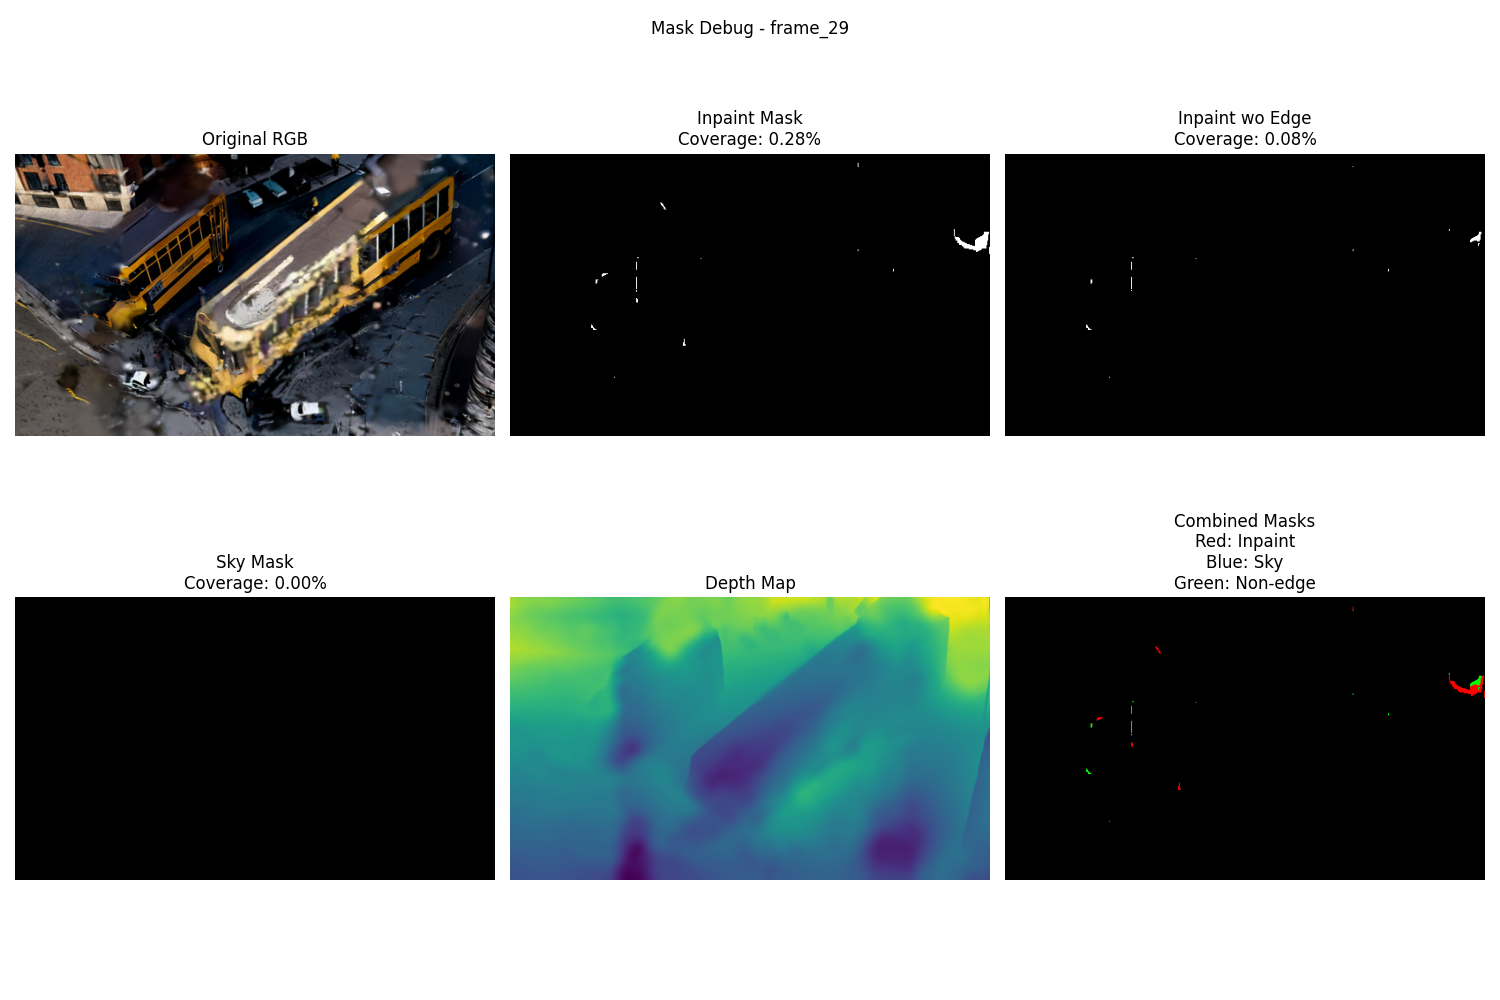 Mask Debug - frame_29
Original RGB
Inpaint Mask
Coverage: 0.28%
Inpaint wo Edge
Coverage: 0.08%
Sky Mask
Coverage: 0.00%
Depth Map
Combined Masks
Red: Inpaint
Blue: Sky
Green: Non-edge